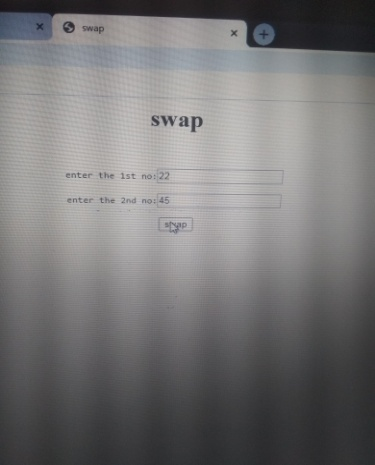 swap
swap
enter the 1st no:22
enter the 2nd no:45
swap